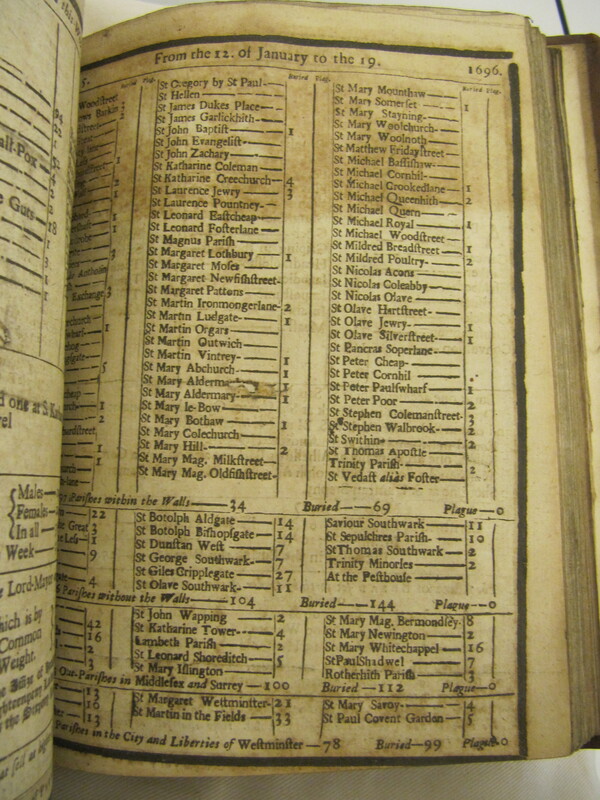 From the 12. of January to the 19. 1696.
Buried Plag.
St Gregory by St Paul
St Hellen
St James Dukes Place
St James Garlickhith
St John Baptiſt 1
St John Evangeliſt
St John Zachary
St Katharine Coleman
St Katharine Creechurch 4
St Laurence Jewry 3
St Laurence Pountney
St Leonard Eaſtcheap
St Leonard Foſterlane
St Magnus Pariſh
St Margaret Lothbury 1
St Margaret Moſes
St Margaret Newfiſhſtreet
St Margaret Pattons
St Martin Ironmongerlane 2
St Martin Ludgate 1
St Martin Orgars
St Martin Outwich
St Martin Vintrey 1
St Mary Abchurch 1
St Mary Alderma 1
St Mary Aldermary 1
St Mary le-Bow
St Mary Bothaw 1
St Mary Colechurch
St Mary Hill 2
St Mary Mag. Milkſtreet
St Mary Mag. Oldfiſhſtreet
Buried Plag.
St Mary Mounthaw
St Mary Somerſet 1
St Mary Stayning
St Mary Woolchurch
St Mary Woolnoth
St Matthew Fridayſtreet
St Michael Baſſiſhaw
St Michael Cornhil
St Michael Crookedlane 1
St Michael Queenhith 2
St Michael Quern
St Michael Royal 1
St Michael Woodſtreet
St Mildred Breadſtreet 1
St Mildred Poultry 2
St Nicolas Acons
St Nicolas Coleabby
St Nicolas Olave
St Olave Hartſtreet
St Olave Jewry 1
St Olave Silverſtreet 1
St Pancras Soperlane
St Peter Cheap
St Peter Cornhil
St Peter Paulſwharf 1
St Peter Poor 2
St Stephen Colemanſtreet 3
St Stephen Walbrook 2
St Swithin 2
St Thomas Apoſtle
Trinity Pariſh 2
St Vedaſt alias Foſter
Pariſhes within the Walls 34 Buried 69 Plague 0
St Botolph Aldgate 14
St Botolph Biſhopſgate 14
St Dunſtan Weſt 7
St George Southwark 7
St Giles Cripplegate 27
St Olave Southwark 11
Saviour Southwark 11
St Sepulchres Pariſh 10
St Thomas Southwark 2
Trinity Minories 2
At the Peſthouſe
Pariſhes without the Walls 104 Buried 144 Plague 0
St John Wapping 2
St Katharine Tower 4
Lambeth Pariſh 2
St Leonard Shoreditch 5
St Mary Iſlington
St Mary Mag. Bermondſey 8
St Mary Newington 2
St Mary Whitechappel 16
St Paul Shadwel 7
Rotherhith Pariſh 3
Out-Pariſhes in Middleſex and Surrey 100 Buried 112 Plague 0
St Margaret Weſtminſter 21
St Martin in the Fields 33
St Mary Savoy 4
St Paul Covent Garden 5
Pariſhes in the City and Liberties of Weſtminſter 78 Buried 99 Plague 0
Males
Females
In all
Week
Lord-Mayor
which is by
Common
Weight.